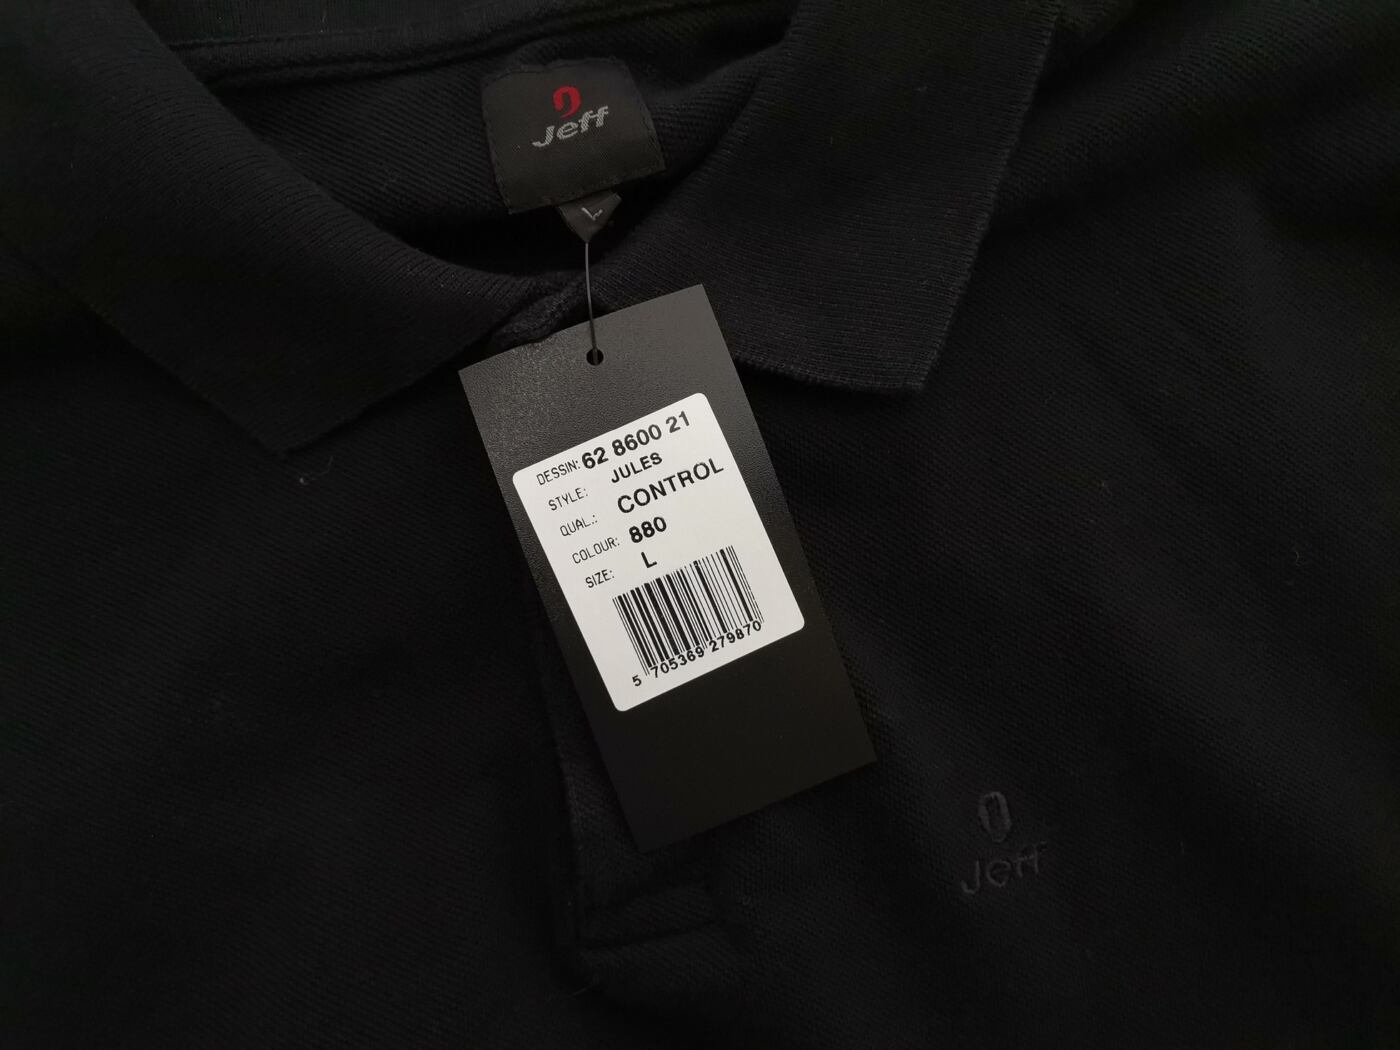 Jeff
L
DESSIN: 62 8600 21
STYLE: JULES
QUAL.: CONTROL
COLOUR: 880
SIZE: L
5 705369 279870
Jeff